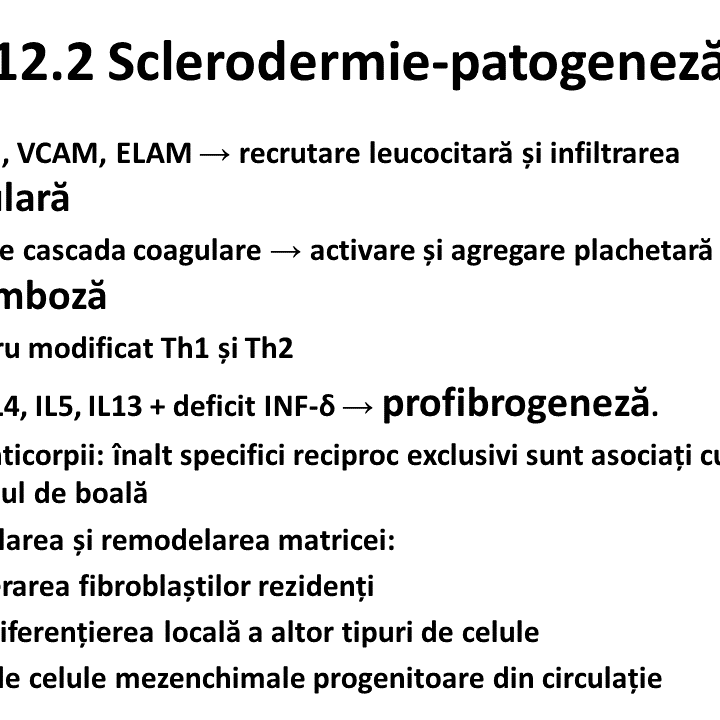 12.2 Sclerodermie-patogeneză
, VCAM, ELAM → recrutare leucocitară și infiltrarea
ulară
e cascada coagulare → activare și agregare plachetară
mboză
ru modificat Th1 și Th2
L4, IL5, IL13 + deficit INF-δ → profibrogeneză.
nticorpii: înalt specifici reciproc exclusivi sunt asociați cu
ul de boală
larea și remodelarea matricei:
erarea fibroblaștilor rezidenți
iferențierea locală a altor tipuri de celule
de celule mezenchimale progenitoare din circulație